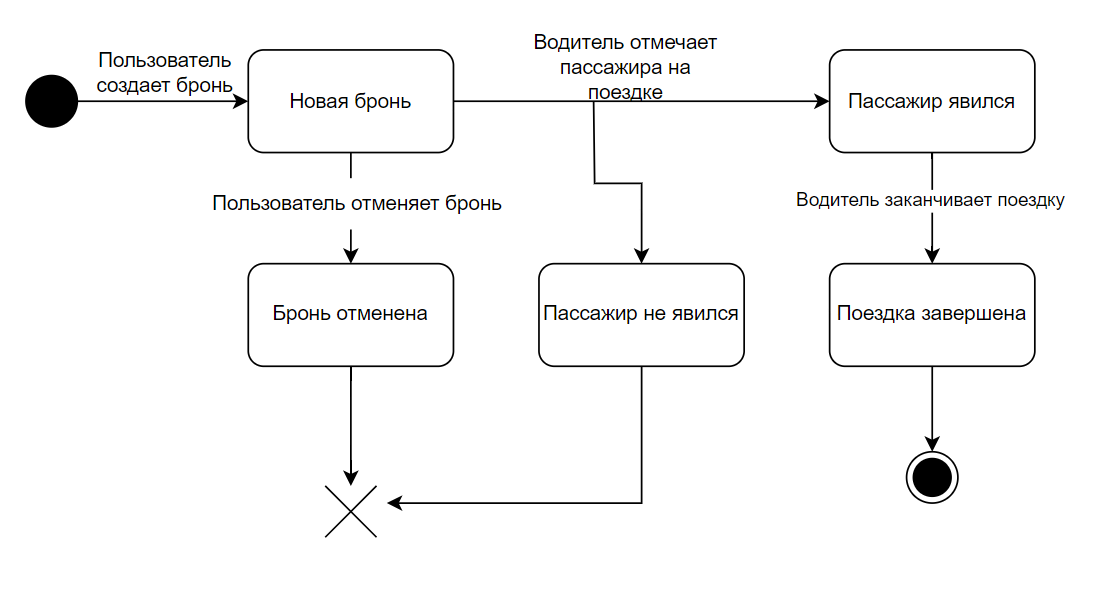 Пользователь
создает бронь
Новая бронь
Водитель отмечает
пассажира на
поездке
Пассажир явился
Пользователь отменяет бронь
Водитель заканчивает поездку
Бронь отменена
Пассажир не явился
Поездка завершена